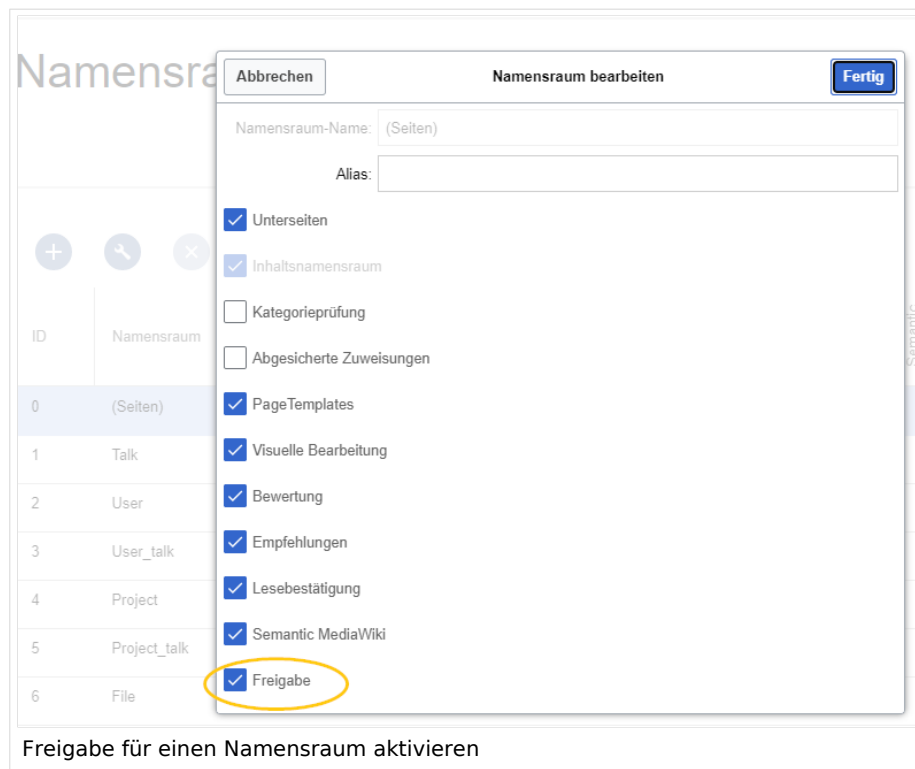 Namensra
Abbrechen
Namensraum bearbeiten
Fertig
Namensraum-Name: (Seiten)
Alias:
Unterseiten
Inhaltsnamensraum
Kategorieprüfung
Abgesicherte Zuweisungen
PageTemplates
Visuelle Bearbeitung
Bewertung
Empfehlungen
Lesebestätigung
Semantic MediaWiki
Freigabe
ID Namensraum Semantic
0 (Seiten)
1 Talk
2 User
3 User_talk
4 Project
5 Project_talk
6 File
Freigabe für einen Namensraum aktivieren